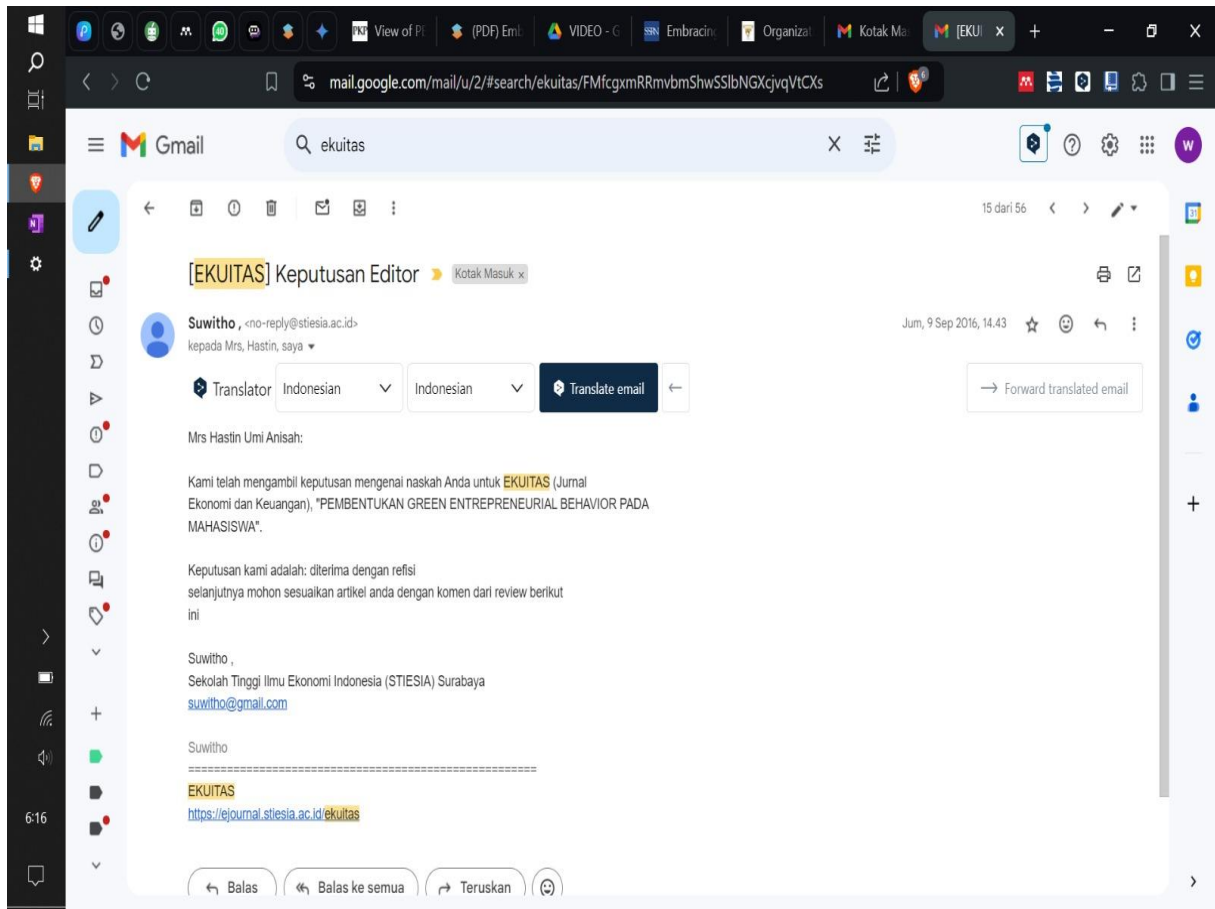 View of PE
(PDF) Emb
VIDEO - G
Embracing
Organizat
Kotak Ma
[EKUI
mail.google.com/mail/u/2/#search/ekuitas/FMfcgxmRRmvbmShwSSlbNGXcjvqVtCXs
Gmail
ekuitas
W
15 dari 56
[EKUITAS] Keputusan Editor
Kotak Masuk x
Suwitho , <no-reply@stiesia.ac.id>
Jum, 9 Sep 2016, 14.43
kepada Mrs, Hastin, saya
Translator Indonesian Indonesian Translate email
Forward translated email
Mrs Hastin Umi Anisah:
Kami telah mengambil keputusan mengenai naskah Anda untuk EKUITAS (Jurnal
Ekonomi dan Keuangan), "PEMBENTUKAN GREEN ENTREPRENEURIAL BEHAVIOR PADA
MAHASISWA".
Keputusan kami adalah: diterima dengan refisi
selanjutnya mohon sesuaikan artikel anda dengan komen dari review berikut
ini
Suwitho ,
Sekolah Tinggi Ilmu Ekonomi Indonesia (STIESIA) Surabaya
suwitho@gmail.com
Suwitho
================================================
EKUITAS
https://ejournal.stiesia.ac.id/ekuitas
Balas
Balas ke semua
Teruskan
6:16